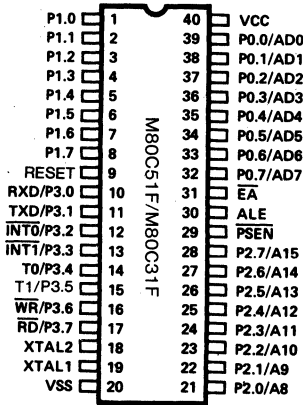 P1.0 1 40 VCC
P1.1 2 39 P0.0/AD0
P1.2 3 38 P0.1/AD1
P1.3 4 37 P0.2/AD2
P1.4 5 36 P0.3/AD3
P1.5 6 35 P0.4/AD4
P1.6 7 34 P0.5/AD5
P1.7 8 33 P0.6/AD6
RESET 9 32 P0.7/AD7
RXD/P3.0 10 31 E̅A̅
TXD/P3.1 11 30 ALE
I̅N̅T̅0̅/P3.2 12 29 P̅S̅E̅N̅
I̅N̅T̅1̅/P3.3 13 28 P2.7/A15
T0/P3.4 14 27 P2.6/A14
T1/P3.5 15 26 P2.5/A13
W̅R̅/P3.6 16 25 P2.4/A12
R̅D̅/P3.7 17 24 P2.3/A11
XTAL2 18 23 P2.2/A10
XTAL1 19 22 P2.1/A9
VSS 20 21 P2.0/A8
M80C51F/M80C31F